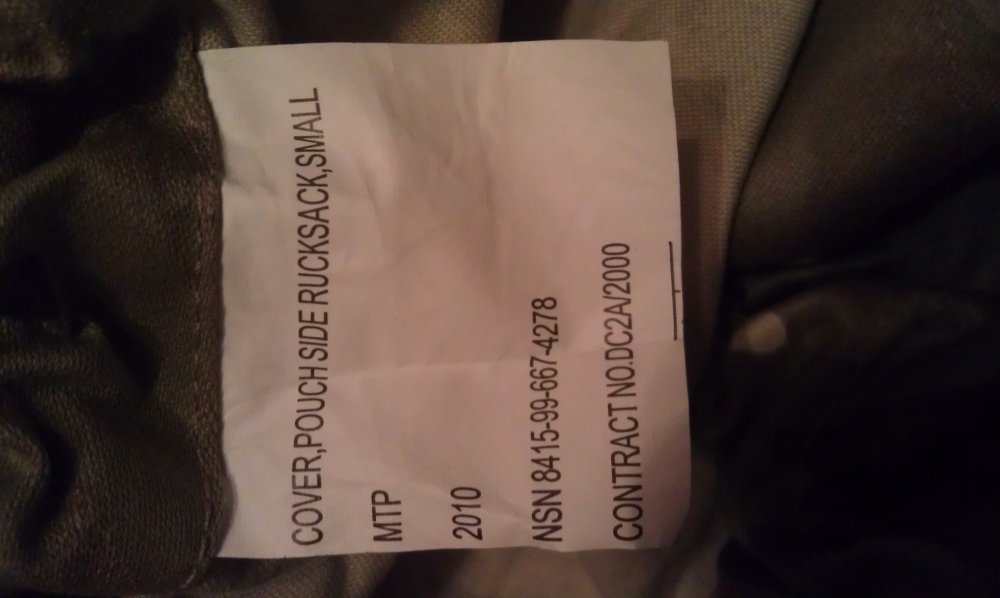 COVER,POUCH SIDE RUCKSACK,SMALL
MTP
2010
NSN 8415-99-667-4278
CONTRACT NO.DC2A/2000